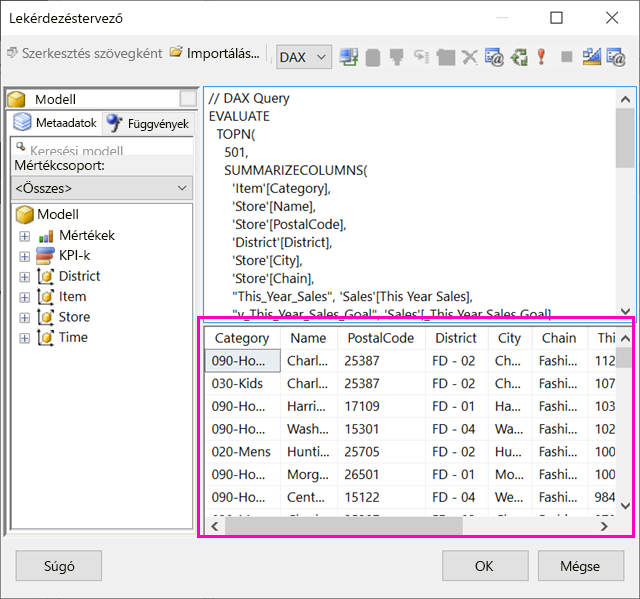 Lekérdezéstervező
Szerkesztés szövegként Importálás... DAX
Modell
Metaadatok Függvények
Keresési modell
Mértékcsoport:
<Összes>
Modell
Mértékek
KPI-k
District
Item
Store
Time
// DAX Query
EVALUATE
TOPN(
501,
SUMMARIZECOLUMNS(
'Item'[Category],
'Store'[Name],
'Store'[PostalCode],
'District'[District],
'Store'[City],
'Store'[Chain],
"This_Year_Sales", 'Sales'[This Year Sales],
"v_This_Year_Sales_Goal", 'Sales'[_This Year Sales Goal]
Category Name PostalCode District City Chain Thi
090-Ho... Charl... 25387 FD - 02 Ch... Fashi... 112
030-Kids Charl... 25387 FD - 02 Ch... Fashi... 107
090-Ho... Harri... 17109 FD - 01 Ha... Fashi... 103
090-Ho... Wash... 15301 FD - 04 Wa... Fashi... 102
020-Mens Hunti... 25705 FD - 02 Hu... Fashi... 100
090-Ho... Morg... 26501 FD - 01 Mo... Fashi... 100
090-Ho... Cent... 15122 FD - 04 We... Fashi... 984
Súgó OK Mégse